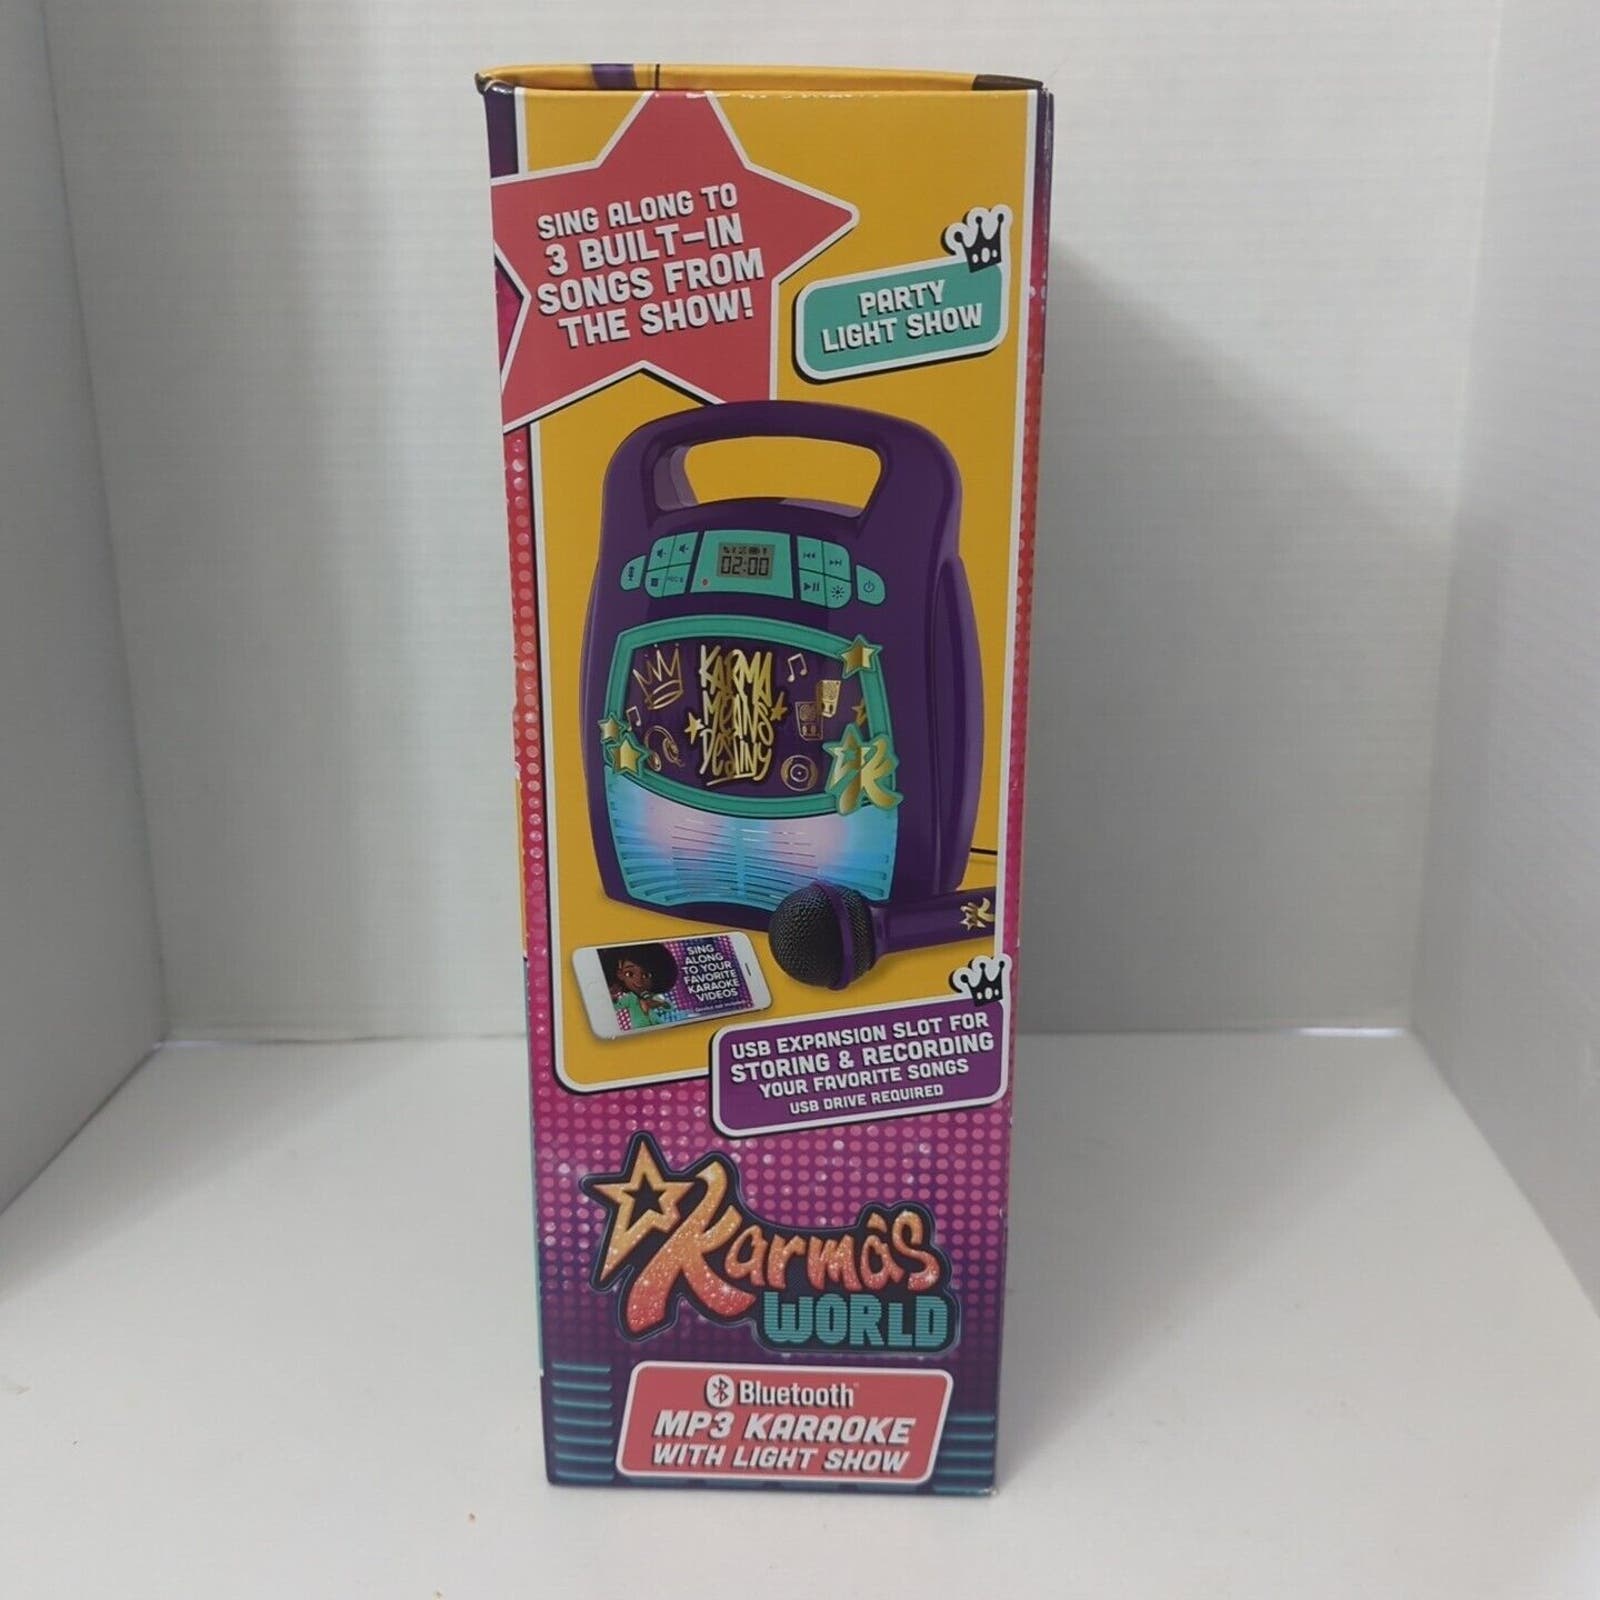 SING ALONG TO
3 BUILT-IN
SONGS FROM
THE SHOW!
PARTY
LIGHT SHOW
02:00
REC
KARMA
MEANS
DESTINY
K
K
SING
ALONG
TO YOUR
FAVORITE
KARAOKE
VIDEOS
USB EXPANSION SLOT FOR
STORING & RECORDING
YOUR FAVORITE SONGS
USB DRIVE REQUIRED
Karma's
WORLD
Bluetooth
MP3 KARAOKE
WITH LIGHT SHOW